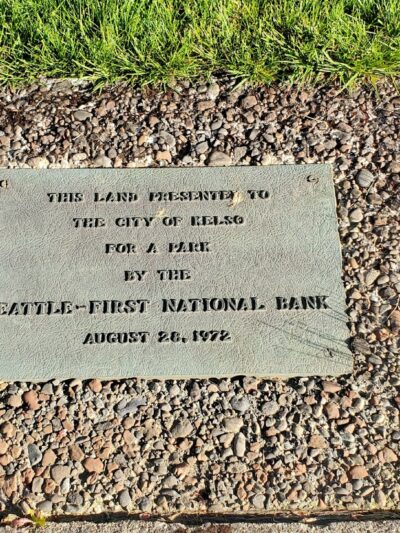 THIS LAND PRESENTED TO
THE CITY OF KELSO
FOR A PARK
BY THE
EATTLE-FIRST NATIONAL BANK
AUGUST 28, 1972